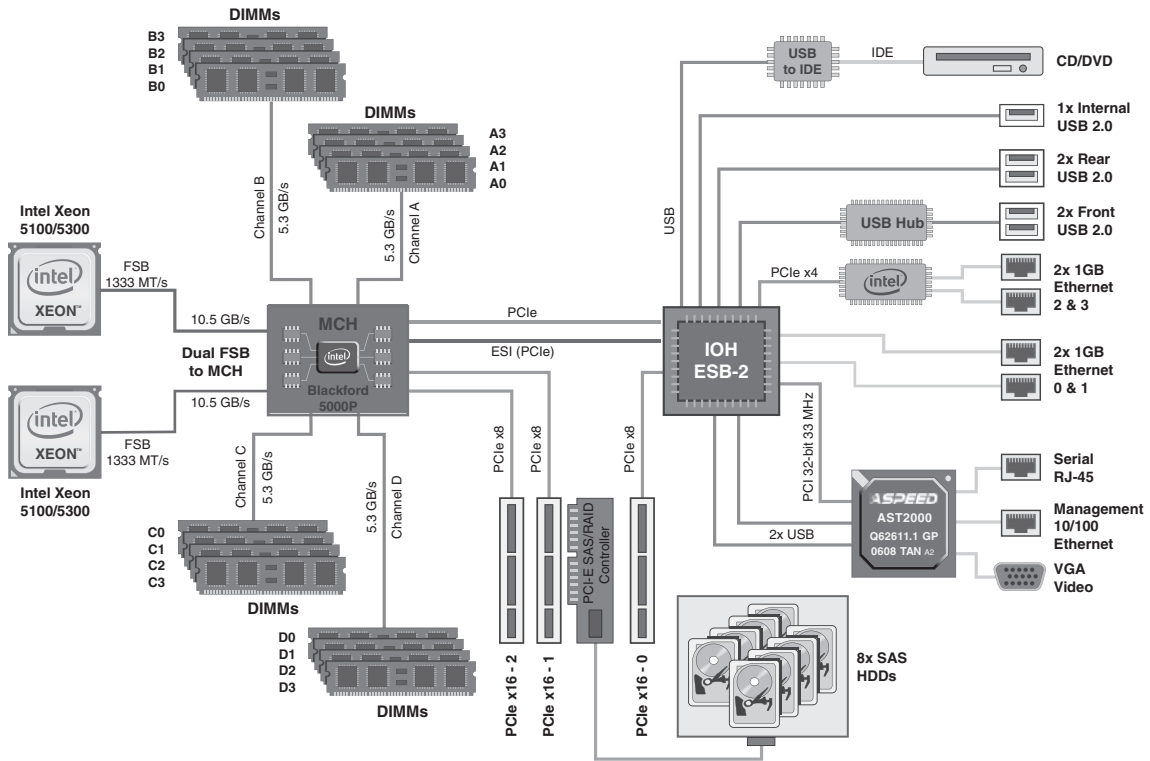 DIMMs
B3
B2
B1
B0
DIMMs
A3
A2
A1
A0
Channel B
5.3 GB/s
5.3 GB/s
Channel A
USB
to IDE
IDE
CD/DVD
1x Internal
USB 2.0
2x Rear
USB 2.0
USB
USB Hub
2x Front
USB 2.0
PCIe x4
intel
2x 1GB
Ethernet
2 & 3
2x 1GB
Ethernet
0 & 1
Intel Xeon
5100/5300
intel
XEON™
FSB
1333 MT/s
10.5 GB/s
Dual FSB
to MCH
10.5 GB/s
MCH
intel
Blackford
5000P
PCIe
ESI (PCIe)
IOH
ESB-2
intel
XEON™
FSB
1333 MT/s
Intel Xeon
5100/5300
Channel C
5.3 GB/s
5.3 GB/s
Channel D
PCIe x8
PCIe x8
PCIe x8
PCI 32-bit 33 MHz
2x USB
ASPEED
AST2000
Q62611.1 GP
0608 TAN A2
Serial
RJ-45
Management
10/100
Ethernet
VGA
Video
C0
C1
C2
C3
DIMMs
D0
D1
D2
D3
DIMMs
PCI-E SAS/RAID
Controller
PCIe x16 - 2
PCIe x16 - 1
PCIe x16 - 0
8x SAS
HDDs